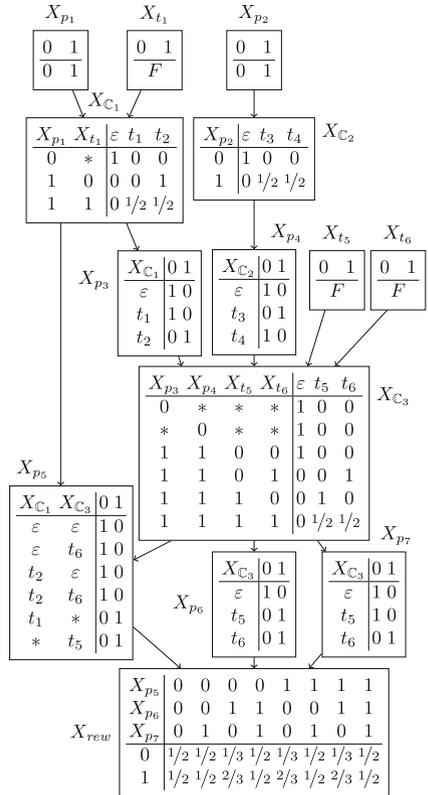 X_{p_1} X_{t_1} X_{p_2}
0 1 0 1 0 1
0 1 F 0 1
X_{ℂ_1}
X_{p_1} X_{t_1} ε t_1 t_2
0 * 1 0 0
1 0 0 0 1
1 1 0 1/2 1/2
X_{p_2} ε t_3 t_4
0 1 0 0
1 0 1/2 1/2
X_{ℂ_2}
X_{p_3}
X_{ℂ_1} 0 1
ε 1 0
t_1 1 0
t_2 0 1
X_{p_4}
X_{ℂ_2} 0 1
ε 1 0
t_3 0 1
t_4 1 0
X_{t_5} X_{t_6}
0 1 0 1
F F
X_{p_3} X_{p_4} X_{t_5} X_{t_6} ε t_5 t_6
0 * * * 1 0 0
* 0 * * 1 0 0
1 1 0 0 1 0 0
1 1 0 1 0 0 1
1 1 1 0 0 1 0
1 1 1 1 0 1/2 1/2
X_{ℂ_3}
X_{p_5}
X_{ℂ_1} X_{ℂ_3} 0 1
ε ε 1 0
ε t_6 1 0
t_2 ε 1 0
t_2 t_6 1 0
t_1 * 0 1
* t_5 0 1
X_{p_6}
X_{ℂ_3} 0 1
ε 1 0
t_5 0 1
t_6 0 1
X_{p_7}
X_{ℂ_3} 0 1
ε 1 0
t_5 1 0
t_6 0 1
X_{rew}
X_{p_5} 0 0 0 0 1 1 1 1
X_{p_6} 0 0 1 1 0 0 1 1
X_{p_7} 0 1 0 1 0 1 0 1
0 1/2 1/2 1/3 1/2 1/3 1/2 1/3 1/2
1 1/2 1/2 2/3 1/2 2/3 1/2 2/3 1/2